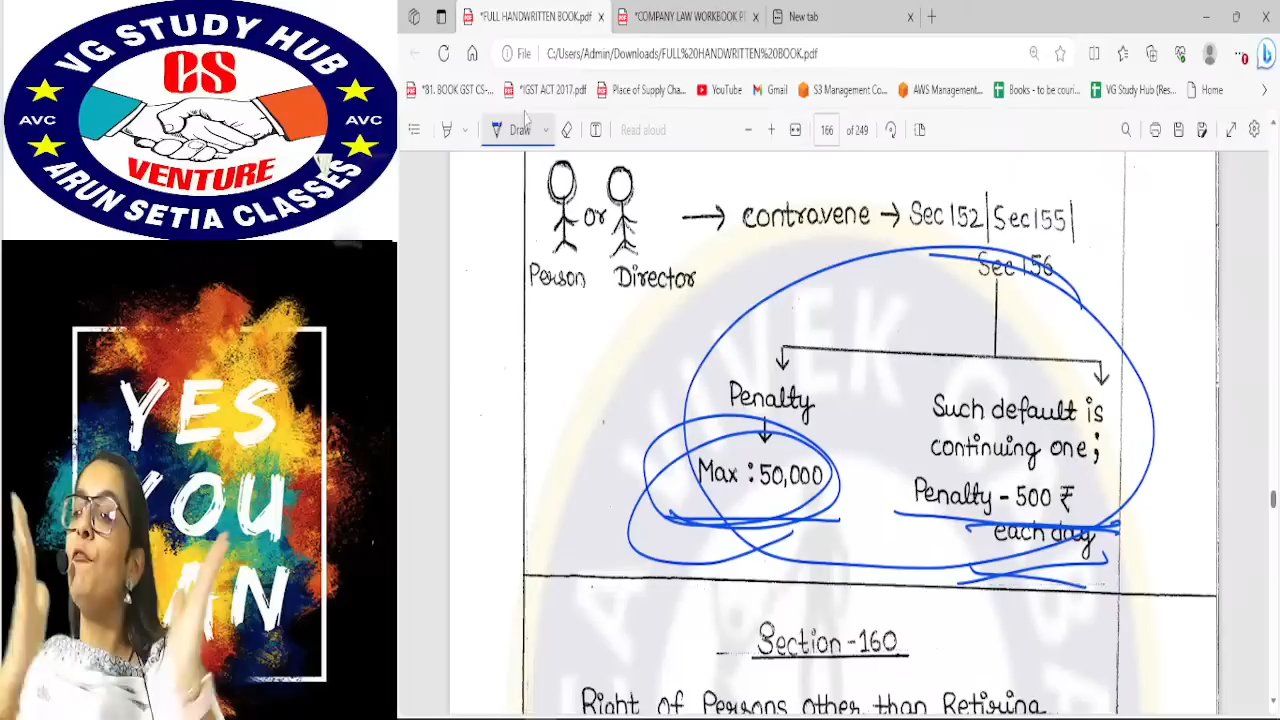 VG STUDY HUB
CS
AVC
AVC
VENTURE
ARUN SETIA CLASSES
YES
YOU
AN
*FULL HANDWRITTEN BOOK.pdf
*COMPANY LAW WORKBOOK P
New tab
File
C:/Users/Admin/Downloads/FULL%20HANDWRITTEN%20BOOK.pdf
*81. BOOK GST CS-...
*IGST ACT 2017.pdf
Place of Supply Cha...
YouTube
Gmail
S3 Management Co...
AWS Management...
Books - to be Couri...
VG Study Hub (Res...
Home
Draw
Read aloud
166 of 249
or → contravene → Sec 152 | Sec 155 |
Person Director
Sec 156
Penalty
Max : 50,000
Such default is
continuing one;
Penalty - 500 ₹
each day
Section - 160
Right of Persons other than Retiring